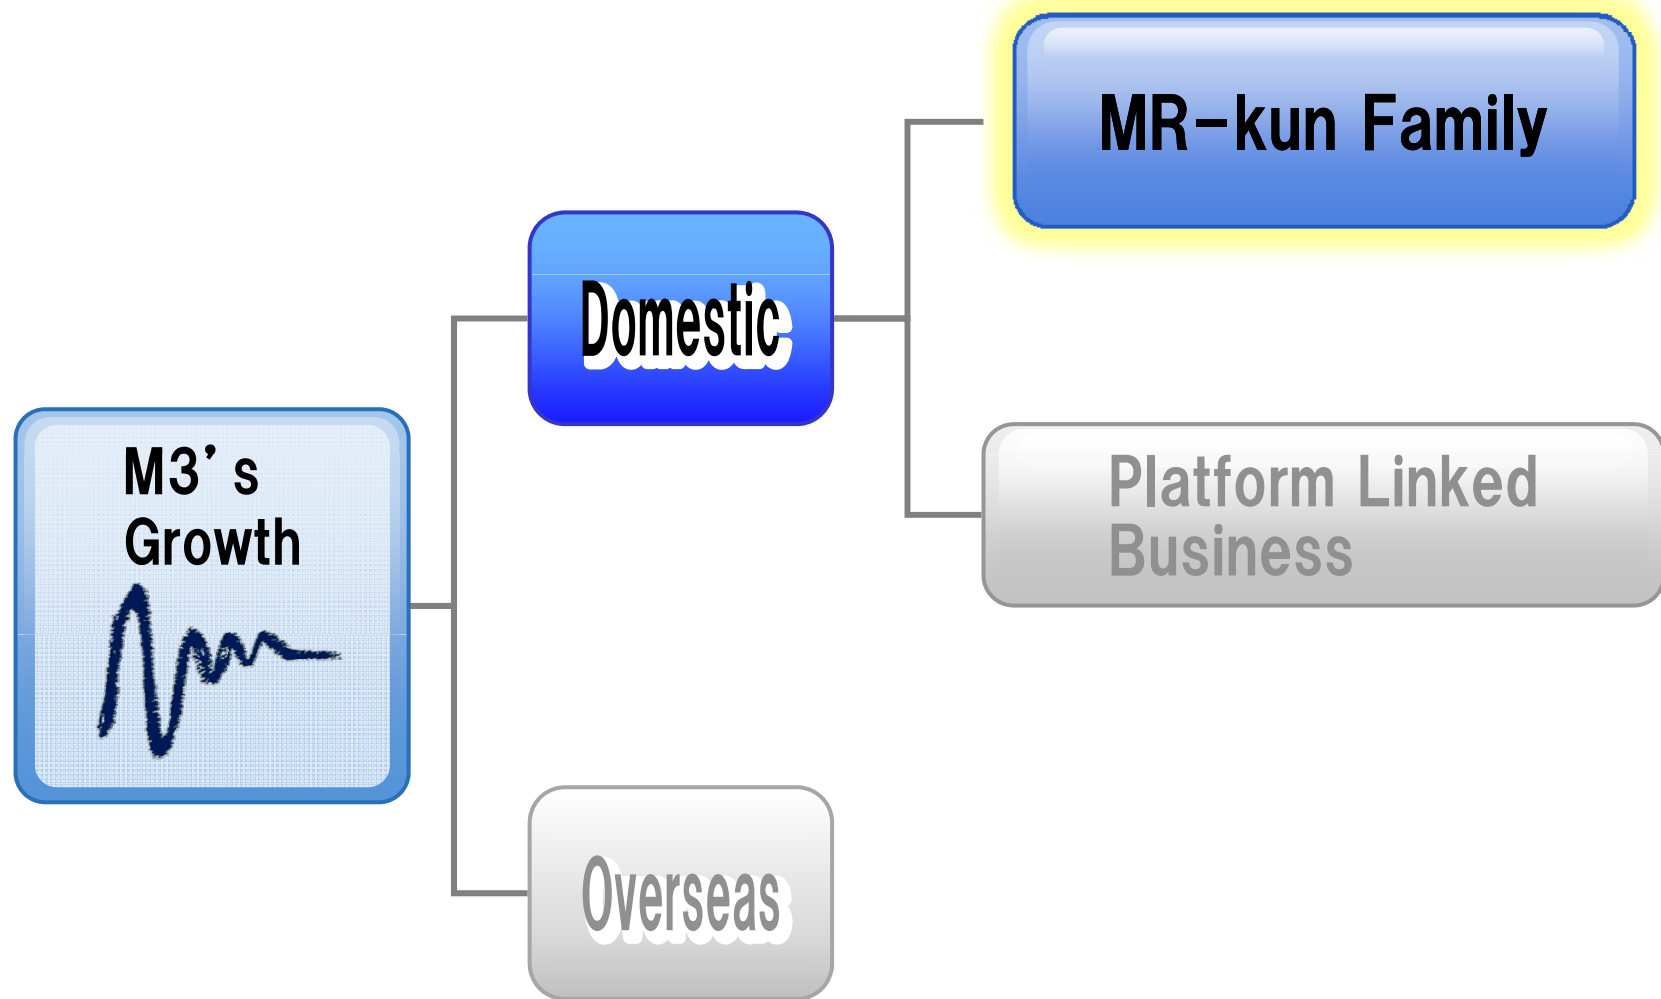 MR-kun Family
Domestic
M3's
Growth
Platform Linked
Business
Overseas